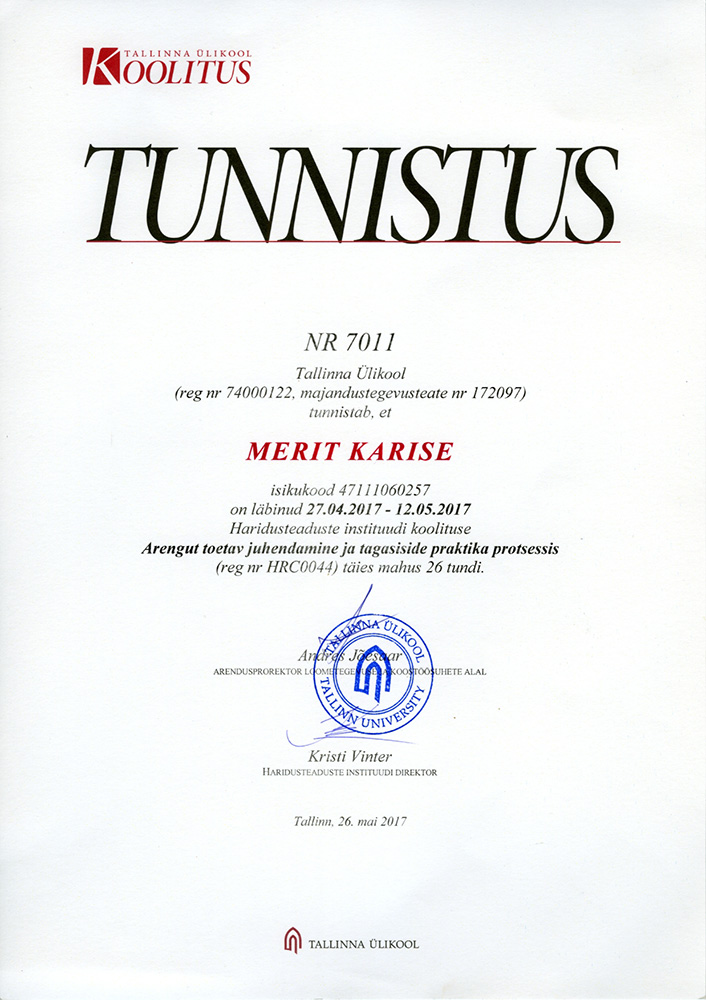 TALLINNA ÜLIKOOL
KOOLITUS
TUNNISTUS
NR 7011
Tallinna Ülikool
(reg nr 74000122, majandustegevusteate nr 172097)
tunnistab, et
MERIT KARISE
isikukood 47111060257
on läbinud 27.04.2017 - 12.05.2017
Haridusteaduste instituudi koolituse
Arengut toetav juhendamine ja tagasiside praktika protsessis
(reg nr HRC0044) täies mahus 26 tundi.
Andres Jõesaar
ARENDUSPROREKTOR LOOMETEGEVUSE JA KOOSTÖÖSUHETE ALAL
TALLINNA ÜLIKOOL
TALLINN UNIVERSITY
Kristi Vinter
HARIDUSTEADUSTE INSTITUUDI DIREKTOR
Tallinn, 26. mai 2017
TALLINNA ÜLIKOOL